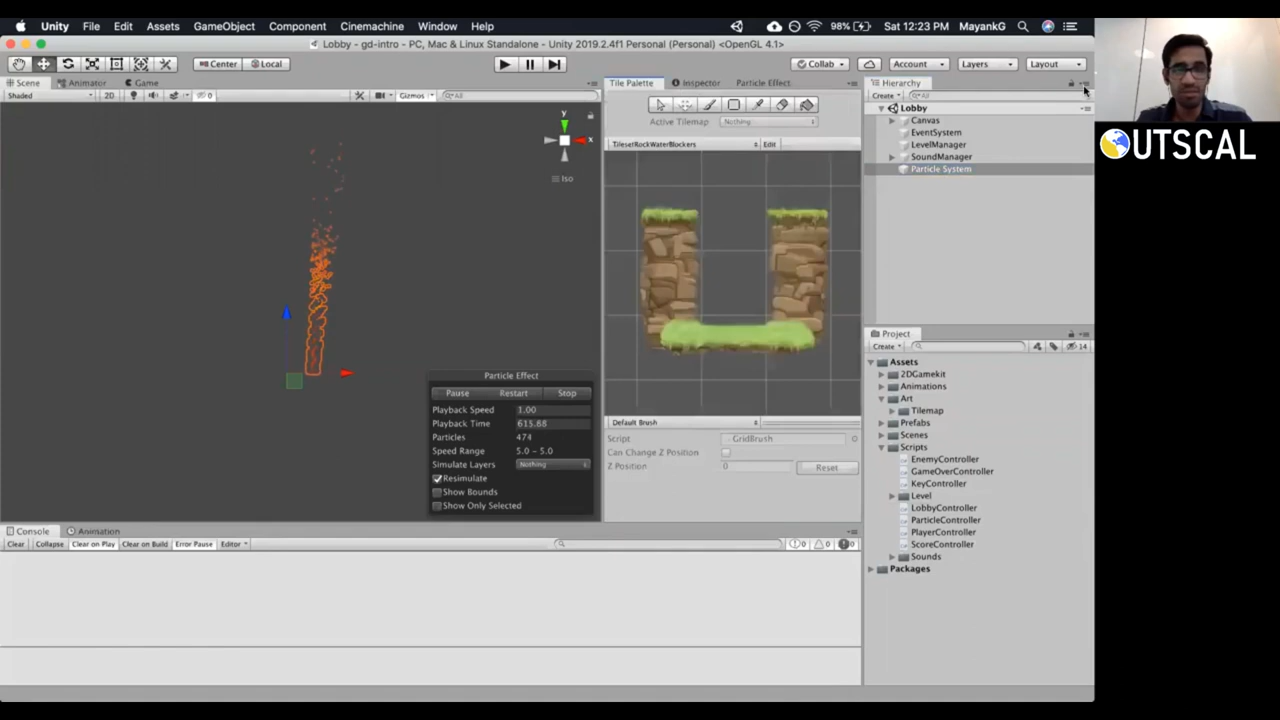 Unity File Edit Assets GameObject Component Cinemachine Window Help 98% Sat 12:23 PM MayankG
Lobby - gd-intro - PC, Mac & Linux Standalone - Unity 2019.2.4f1 Personal (Personal) <OpenGL 4.1>
Center Local Collab Account Layers Layout
Scene Animator Game Tile Palette Inspector Particle Effect Hierarchy
Shaded 2D 0 Gizmos All Create All
Active Tilemap Nothing
TilesetRockWaterBlockers Edit
y
x
Iso
Lobby
Canvas
EventSystem
LevelManager
SoundManager
Particle System
OUTSCAL
Particle Effect
Pause Restart Stop
Playback Speed 1.00
Playback Time 615.88
Particles 474
Speed Range 5.0 - 5.0
Simulate Layers Nothing
Resimulate
Show Bounds
Show Only Selected
Default Brush
Script GridBrush
Can Change Z Position
Z Position 0 Reset
Project
Create 14
Assets
2DGamekit
Animations
Art
Tilemap
Prefabs
Scenes
Scripts
EnemyController
GameOverController
KeyController
Level
LobbyController
ParticleController
PlayerController
ScoreController
Sounds
Packages
Console Animation
Clear Collapse Clear on Play Clear on Build Error Pause Editor 0 0 0